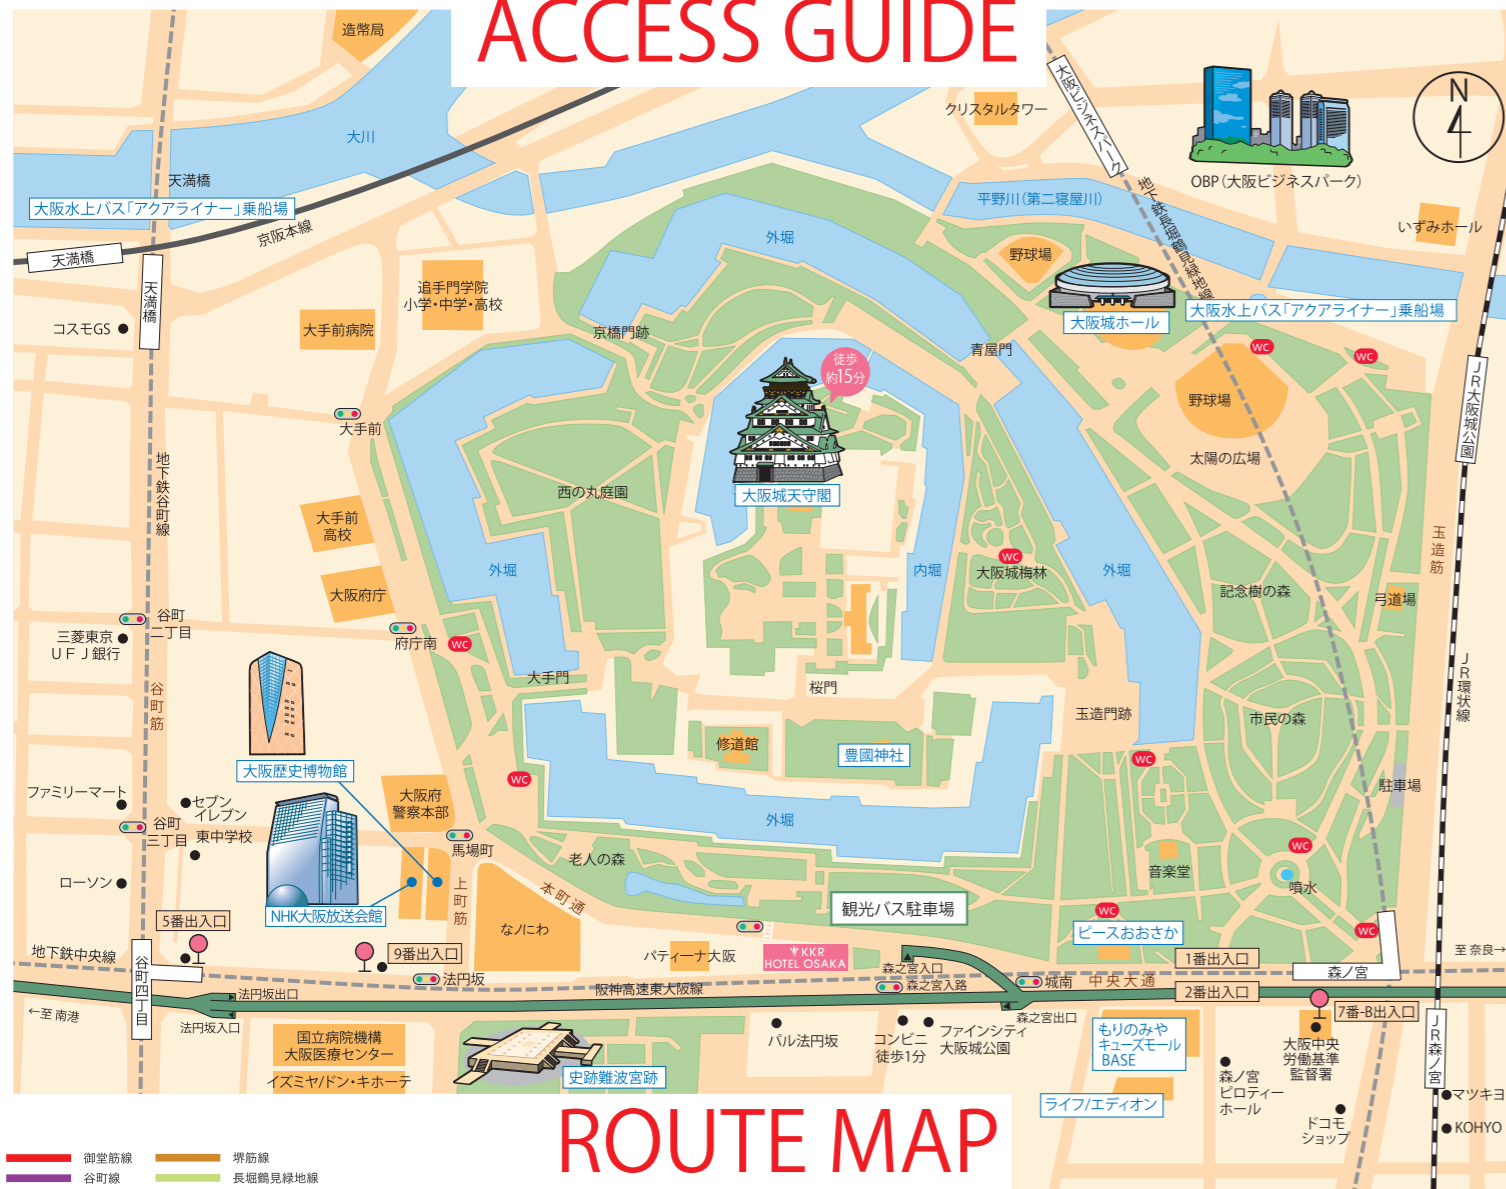 ACCESS GUIDE
造幣局
クリスタルタワー
大阪ビジネスパーク
N
OBP（大阪ビジネスパーク）
大川
天満橋
大阪水上バス「アクアライナー」乗船場
京阪本線
天満橋
天満橋
平野川（第二寝屋川）
地下鉄長堀鶴見緑地線
いずみホール
外堀
野球場
追手門学院
小学・中学・高校
大手前病院
コスモGS
京橋門跡
青屋門
大阪城ホール
大阪水上バス「アクアライナー」乗船場
WC
WC
徒歩
約15分
JR大阪城公園
野球場
大手前
太陽の広場
地下鉄谷町線
西の丸庭園
大阪城天守閣
大手前
高校
玉造筋
外堀
内堀
WC
大阪城梅林
外堀
大阪府庁
記念樹の森
弓道場
谷町
二丁目
三菱東京
ＵＦＪ銀行
府庁南
WC
大手門
桜門
JR環状線
谷町筋
玉造門跡
市民の森
修道館
豊國神社
大阪歴史博物館
WC
WC
駐車場
ファミリーマート
セブン
イレブン
大阪府
警察本部
外堀
谷町
三丁目
東中学校
馬場町
老人の森
WC
音楽堂
噴水
ローソン
上町筋
本町通
観光バス駐車場
NHK大阪放送会館
5番出入口
なノにわ
WC
ピースおおさか
WC
地下鉄中央線
9番出入口
パティーナ大阪
KKR
HOTEL OSAKA
森之宮入口
1番出入口
至 奈良→
森ノ宮
谷町四丁目
法円坂
阪神高速東大阪線
森之宮入路
城南
中央大通
2番出入口
法円坂出口
7番-B出入口
←至 南港
法円坂入口
森之宮出口
国立病院機構
大阪医療センター
イズミヤ/ドン・キホーテ
史跡難波宮跡
パル法円坂
コンビニ
徒歩1分
ファインシティ
大阪城公園
もりのみや
キューズモール
BASE
大阪中央
労働基準
監督署
JR森ノ宮
森ノ宮
ピロティー
ホール
ライフ/エディオン
ドコモ
ショップ
マツキヨ
KOHYO
ROUTE MAP
御堂筋線
堺筋線
谷町線
長堀鶴見緑地線